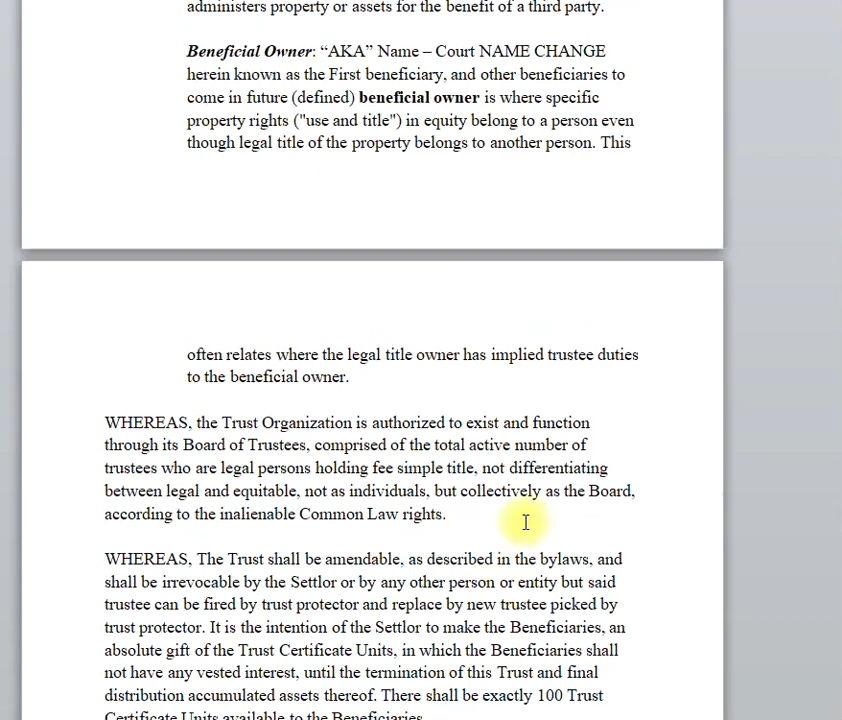 administers property or assets for the benefit of a third party.
Beneficial Owner: “AKA” Name – Court NAME CHANGE
herein known as the First beneficiary, and other beneficiaries to
come in future (defined) beneficial owner is where specific
property rights ("use and title") in equity belong to a person even
though legal title of the property belongs to another person. This
often relates where the legal title owner has implied trustee duties
to the beneficial owner.
WHEREAS, the Trust Organization is authorized to exist and function
through its Board of Trustees, comprised of the total active number of
trustees who are legal persons holding fee simple title, not differentiating
between legal and equitable, not as individuals, but collectively as the Board,
according to the inalienable Common Law rights.
WHEREAS, The Trust shall be amendable, as described in the bylaws, and
shall be irrevocable by the Settlor or by any other person or entity but said
trustee can be fired by trust protector and replace by new trustee picked by
trust protector. It is the intention of the Settlor to make the Beneficiaries, an
absolute gift of the Trust Certificate Units, in which the Beneficiaries shall
not have any vested interest, until the termination of this Trust and final
distribution accumulated assets thereof. There shall be exactly 100 Trust
Certificate Units available to the Beneficiaries.